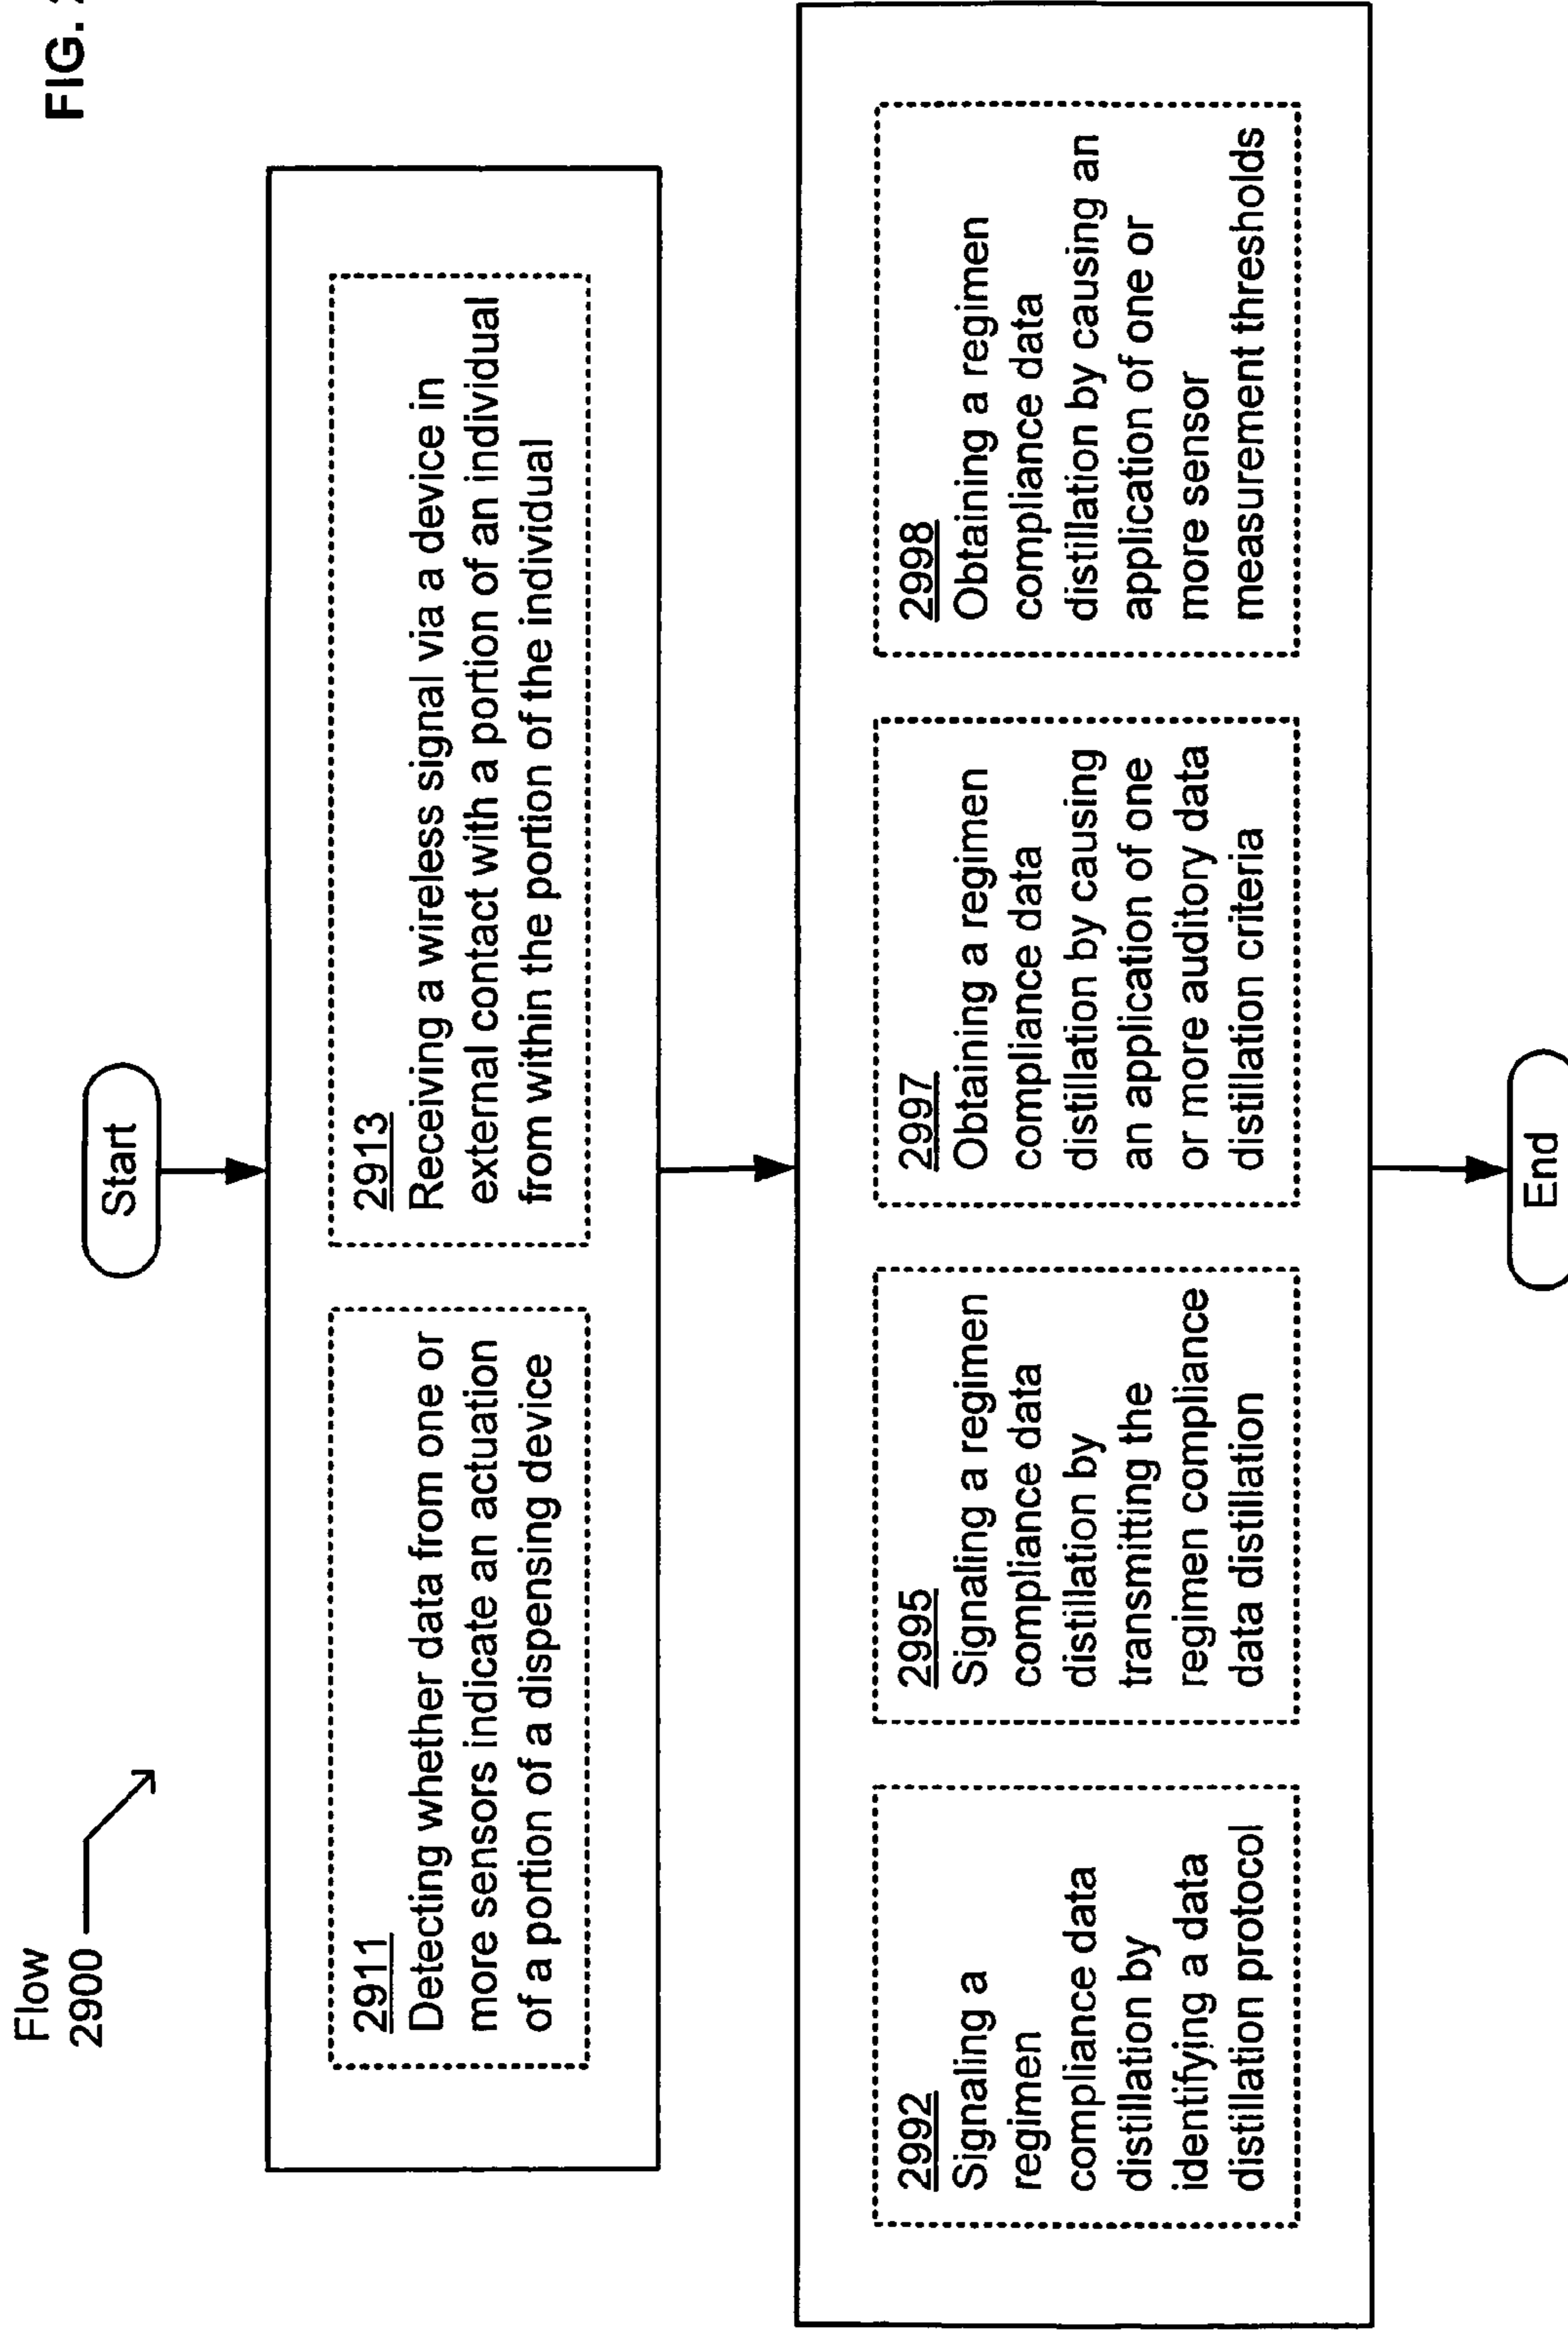 FIG. 
Flow
2900
Start
2911
Detecting whether data from one or
more sensors indicate an actuation
of a portion of a dispensing device
2913
Receiving a wireless signal via a device in
external contact with a portion of an individual
from within the portion of the individual
2992
Signaling a
regimen
compliance data
distillation by
identifying a data
distillation protocol
2995
Signaling a regimen
compliance data
distillation by
transmitting the
regimen compliance
data distillation
2997
Obtaining a regimen
compliance data
distillation by causing
an application of one
or more auditory data
distillation criteria
2998
Obtaining a regimen
compliance data
distillation by causing an
application of one or
more sensor
measurement thresholds
End